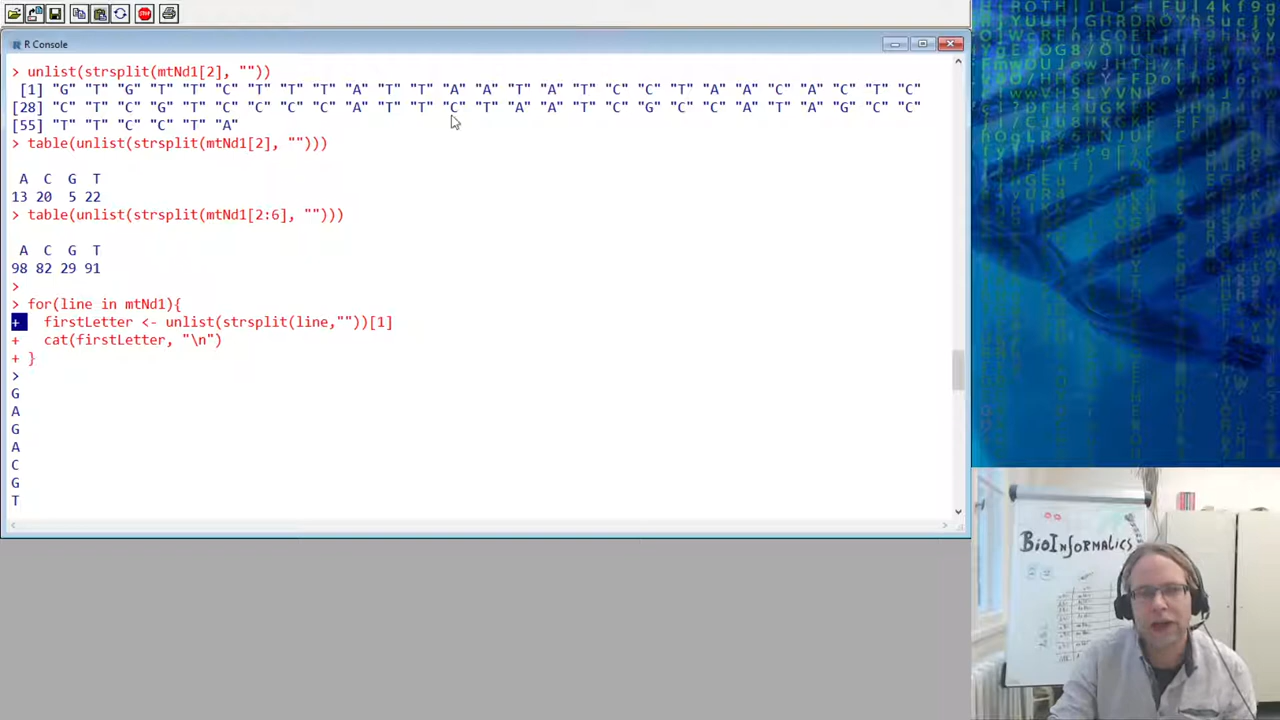 R Console
> unlist(strsplit(mtNd1[2], ""))
[1] "G" "T" "G" "T" "T" "C" "T" "T" "T" "A" "T" "T" "A" "A" "T" "A" "T" "C" "C" "T" "A" "A" "C" "A" "C" "T" "C"
[28] "C" "T" "C" "G" "T" "C" "C" "C" "C" "A" "T" "T" "C" "T" "A" "A" "T" "C" "G" "C" "C" "A" "T" "A" "G" "C" "C"
[55] "T" "T" "C" "C" "T" "A"
> table(unlist(strsplit(mtNd1[2], "")))
A C G T
13 20 5 22
> table(unlist(strsplit(mtNd1[2:6], "")))
A C G T
98 82 29 91
>
> for(line in mtNd1){
+ firstLetter <- unlist(strsplit(line,""))[1]
+ cat(firstLetter, "\n")
+ }
>
G
A
G
A
C
G
T
BioInformatics